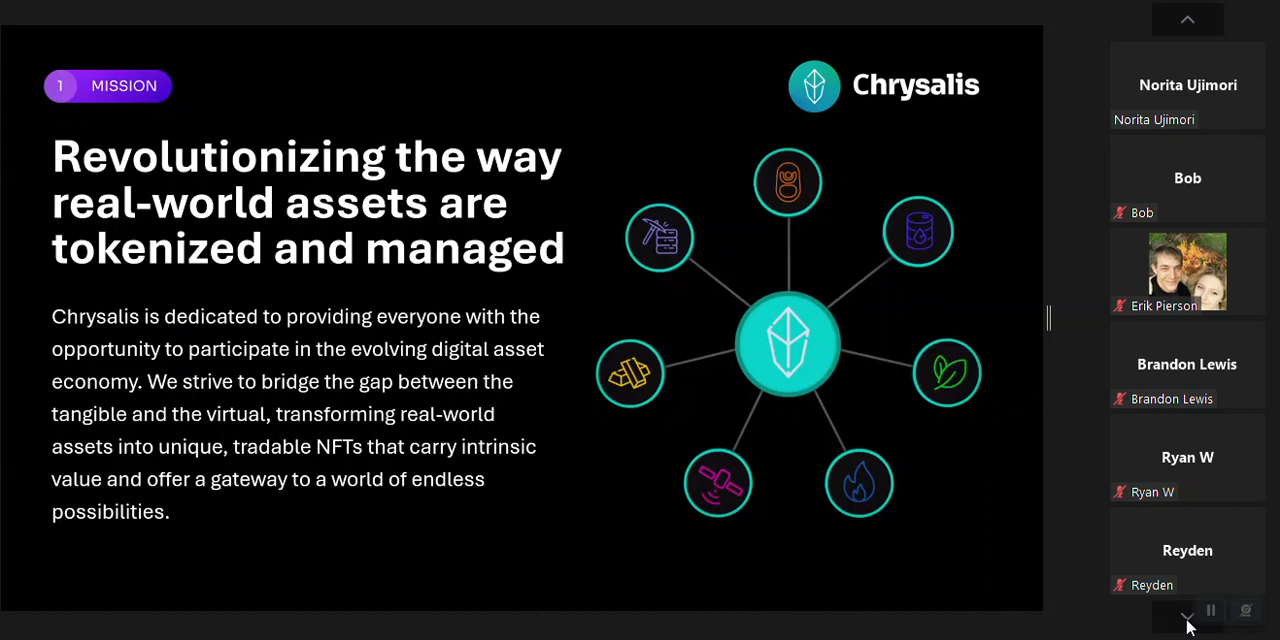 1 MISSION
Chrysalis
Revolutionizing the way
real-world assets are
tokenized and managed
Chrysalis is dedicated to providing everyone with the
opportunity to participate in the evolving digital asset
economy. We strive to bridge the gap between the
tangible and the virtual, transforming real-world
assets into unique, tradable NFTs that carry intrinsic
value and offer a gateway to a world of endless
possibilities.
Norita Ujimori
Norita Ujimori
Bob
Bob
Erik Pierson
Brandon Lewis
Brandon Lewis
Ryan W
Ryan W
Reyden
Reyden